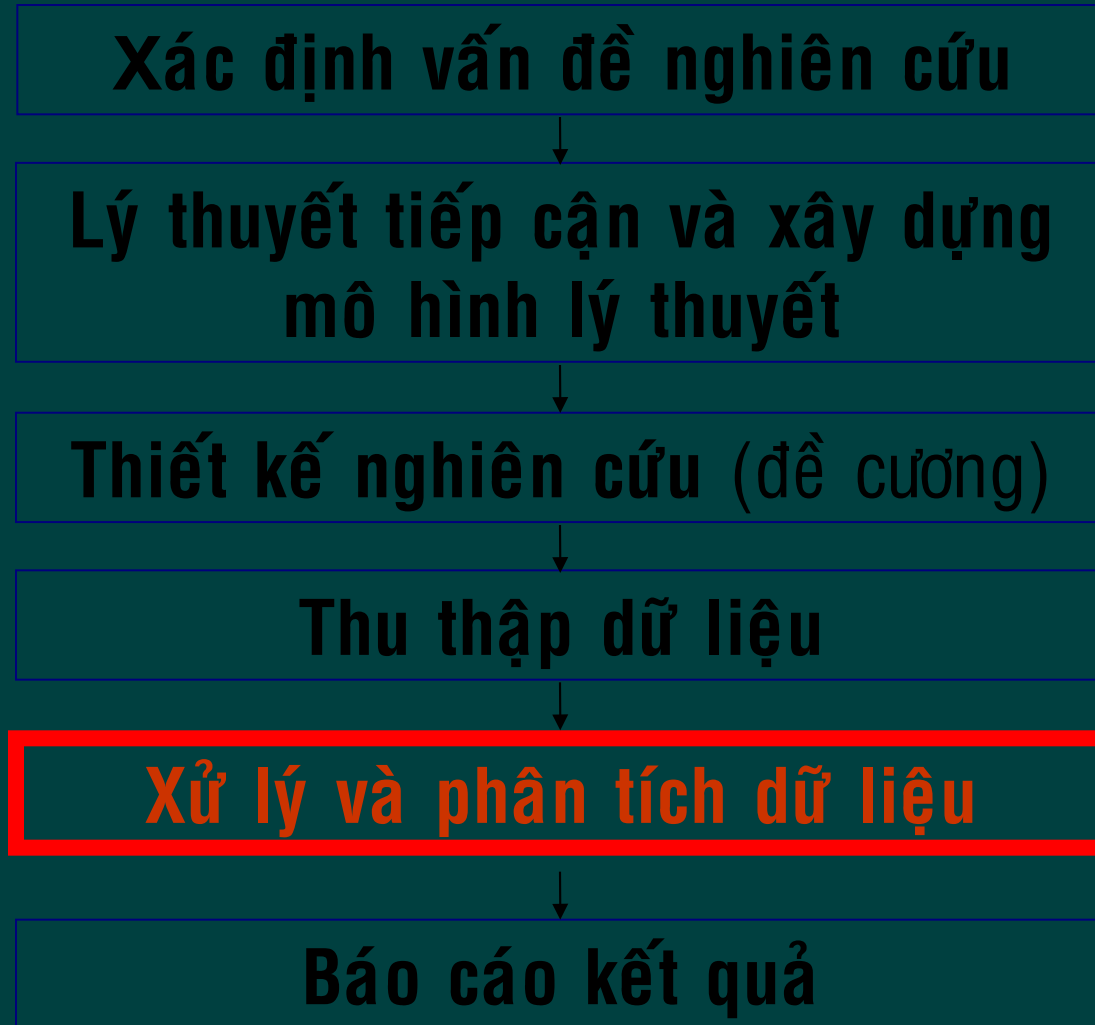 Xác định vấn đề nghiên cứu
Lý thuyết tiếp cận và xây dựng
mô hình lý thuyết
Thiết kế nghiên cứu (đề cương)
Thu thập dữ liệu
Xử lý và phân tích dữ liệu
Báo cáo kết quả